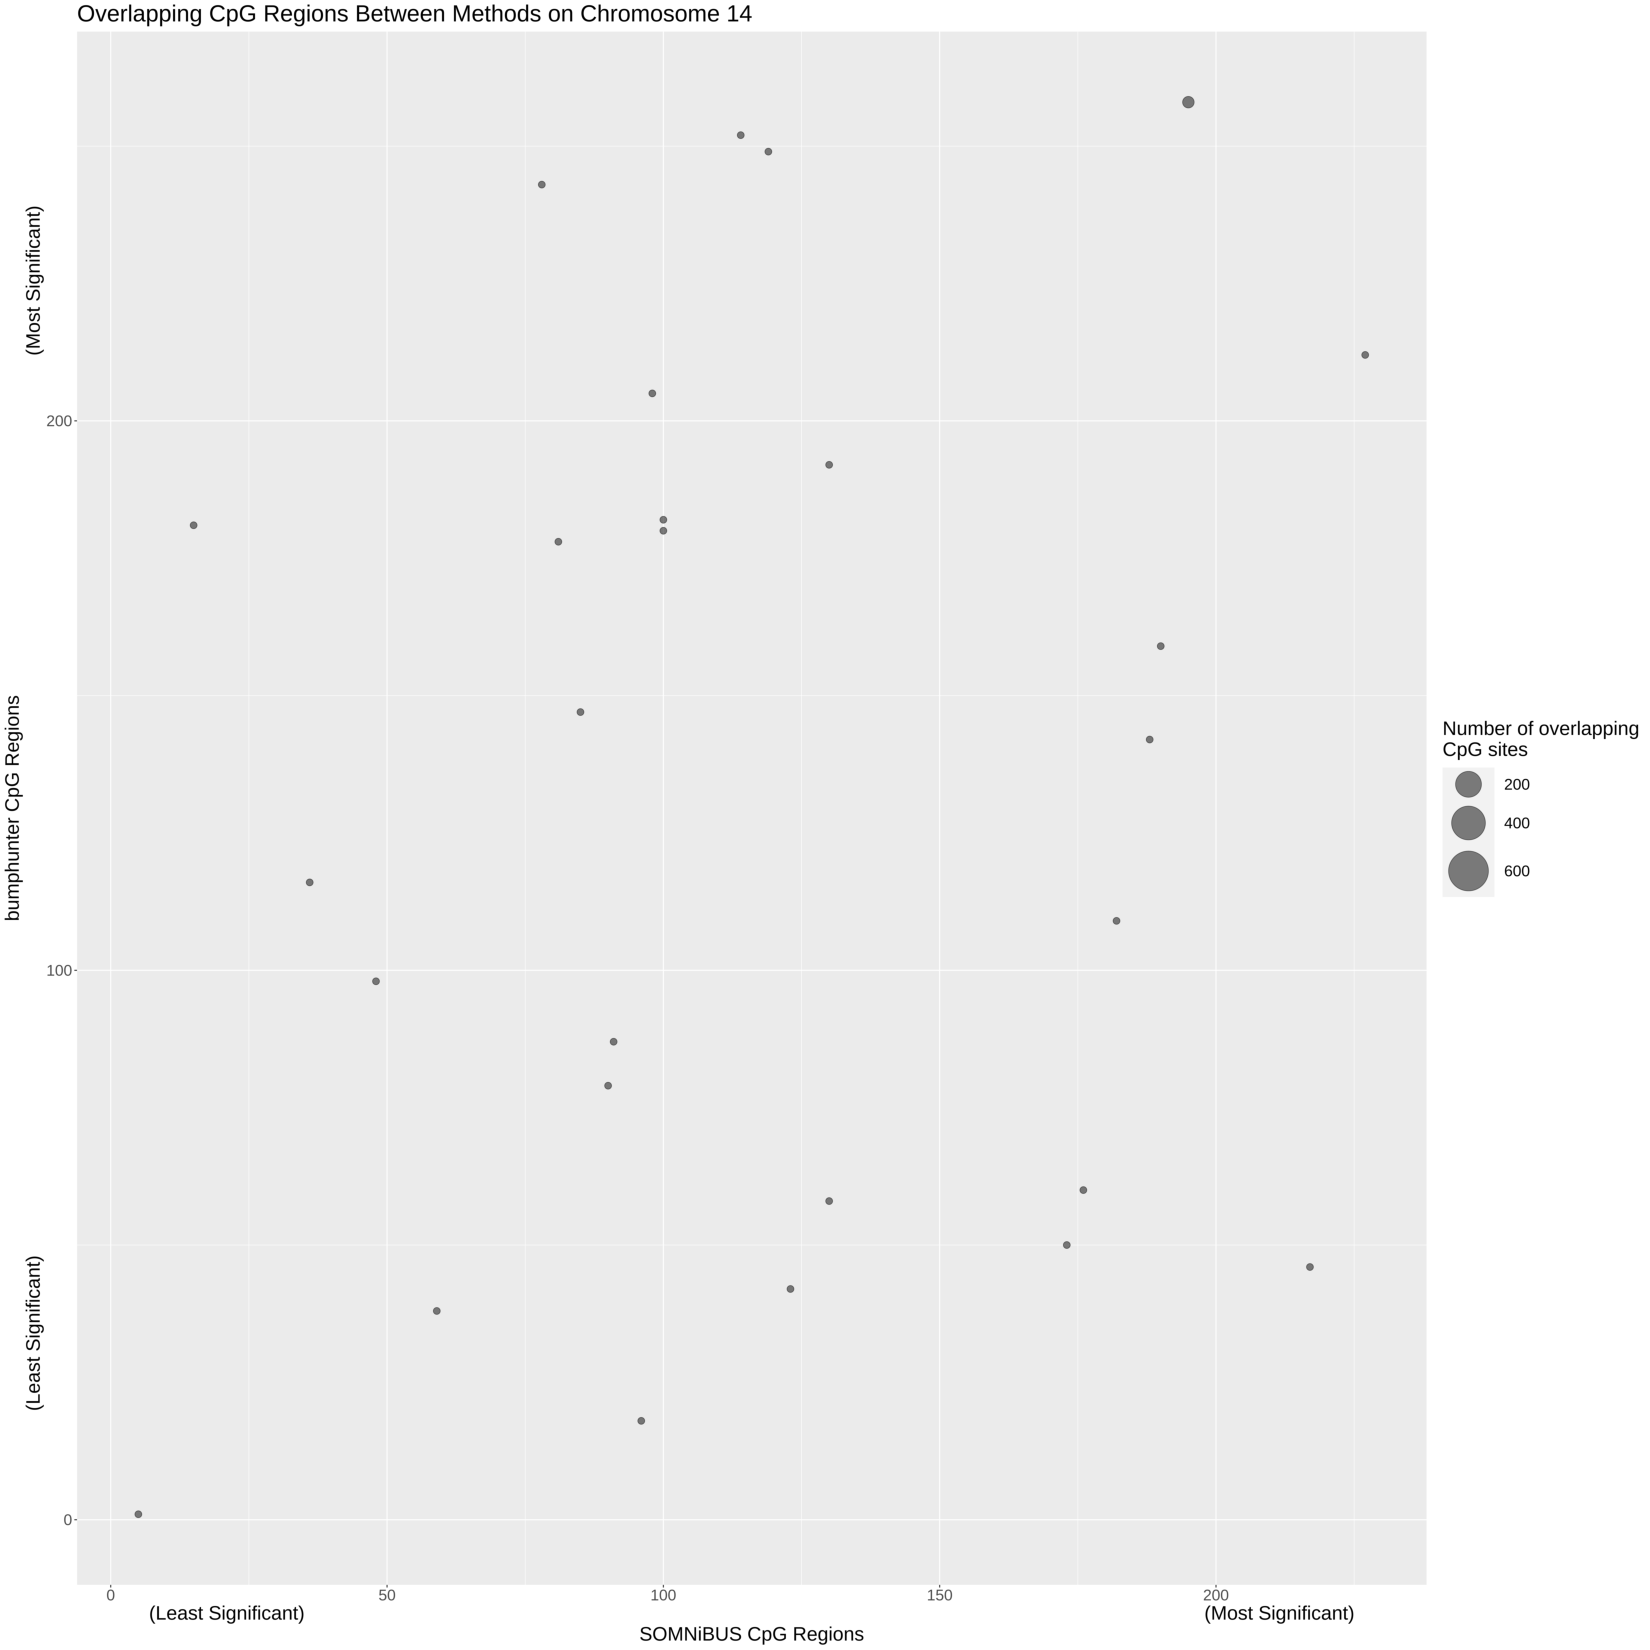 Overlapping CpG Regions Between Methods on Chromosome 14
(Most Significant)
bumphunter CpG Regions
(Least Significant)
200
100
0
0
50
100
150
200
(Least Significant)
(Most Significant)
SOMNiBUS CpG Regions
Number of overlapping
CpG sites
200
400
600